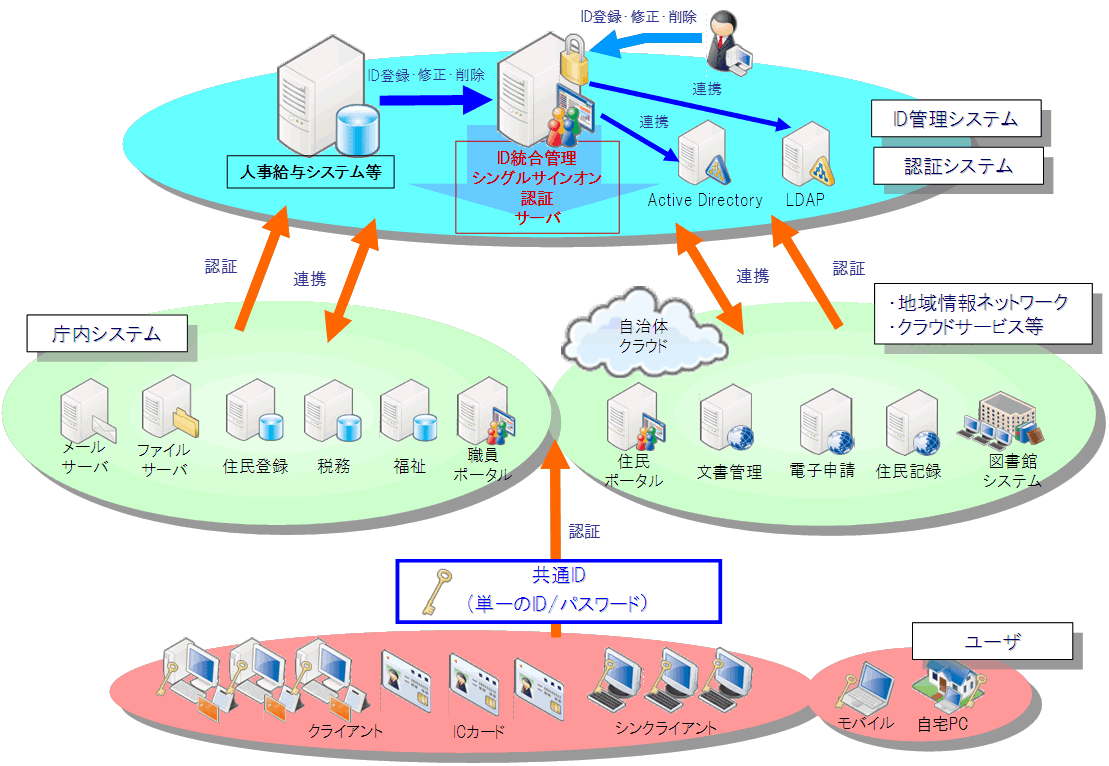 ID登録・修正・削除
ID登録・修正・削除
連携
連携
ID管理システム
認証システム
人事給与システム等
ID統合管理
シングルサインオン
認証
サーバ
Active Directory
LDAP
認証
連携
連携
認証
・地域情報ネットワーク
・クラウドサービス等
庁内システム
自治体
クラウド
メール
サーバ
ファイル
サーバ
住民登録
税務
福祉
職員
ポータル
住民
ポータル
文書管理
電子申請
住民記録
図書館
システム
認証
共通ID
（単一のID/パスワード）
ユーザ
クライアント
ICカード
シンクライアント
モバイル
自宅PC